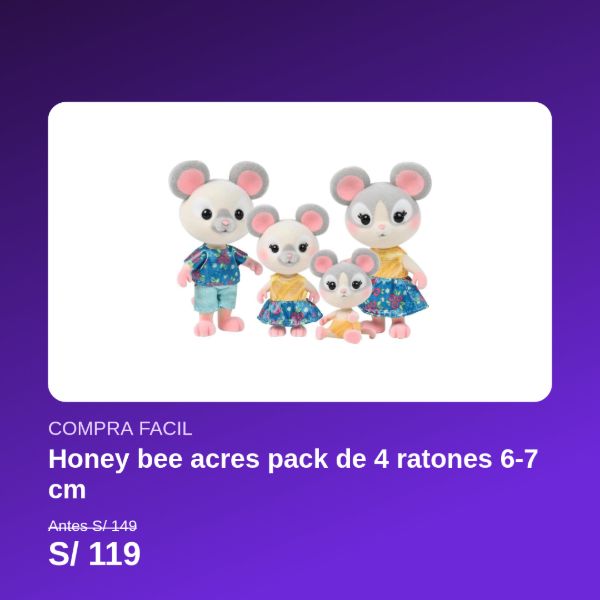 COMPRA FACIL
Honey bee acres pack de 4 ratones 6-7
cm
Antes S/ 149
S/ 119